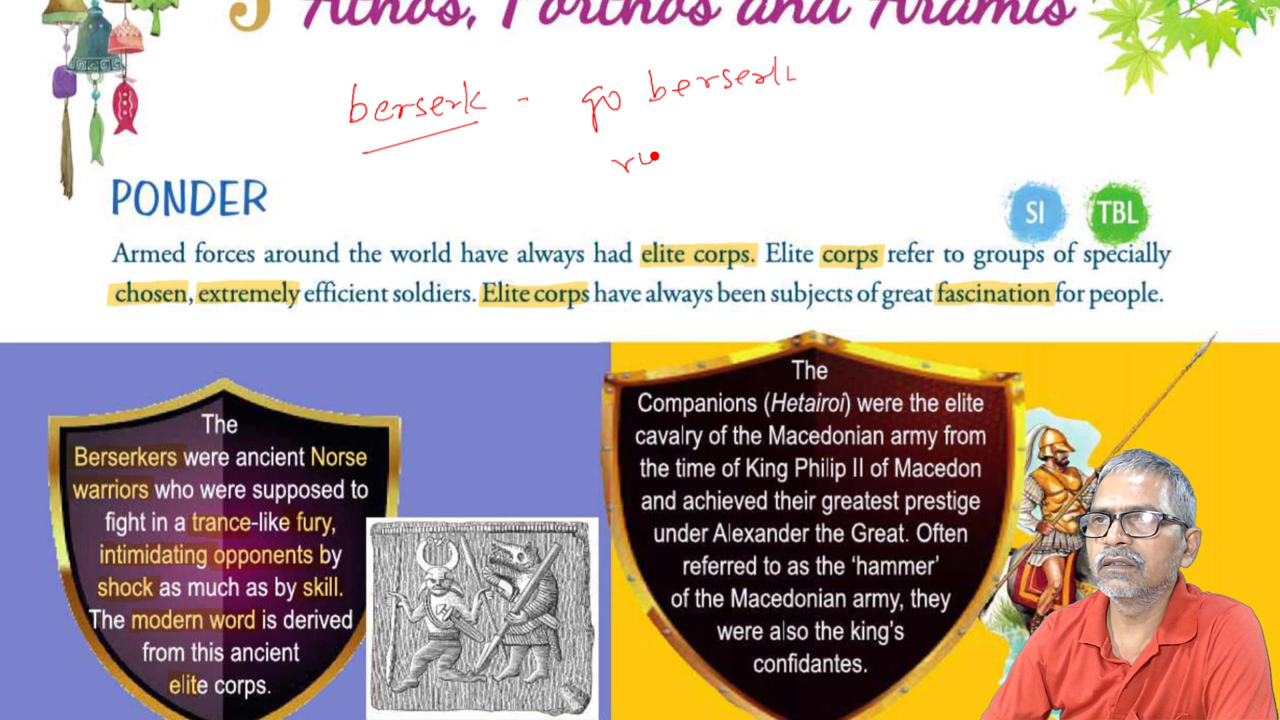 5 Athos, Porthos and Aramis
berserk - go berserk
PONDER
SI TBL
Armed forces around the world have always had elite corps. Elite corps refer to groups of specially
chosen, extremely efficient soldiers. Elite corps have always been subjects of great fascination for people.
The
Berserkers were ancient Norse
warriors who were supposed to
fight in a trance-like fury,
intimidating opponents by
shock as much as by skill.
The modern word is derived
from this ancient
elite corps.
The
Companions (Hetairoi) were the elite
cavalry of the Macedonian army from
the time of King Philip II of Macedon
and achieved their greatest prestige
under Alexander the Great. Often
referred to as the ‘hammer’
of the Macedonian army, they
were also the king’s
confidantes.